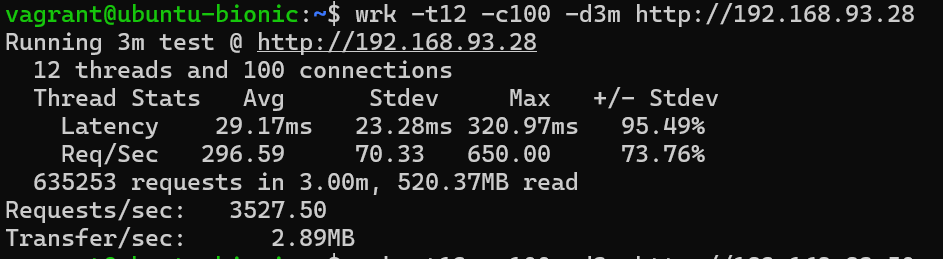 vagrant@ubuntu-bionic:~$ wrk -t12 -c100 -d3m http://192.168.93.28
Running 3m test @ http://192.168.93.28
  12 threads and 100 connections
  Thread Stats   Avg      Stdev     Max   +/- Stdev
    Latency    29.17ms   23.28ms 320.97ms   95.49%
    Req/Sec   296.59     70.33   650.00     73.76%
  635253 requests in 3.00m, 520.37MB read
Requests/sec:   3527.50
Transfer/sec:      2.89MB